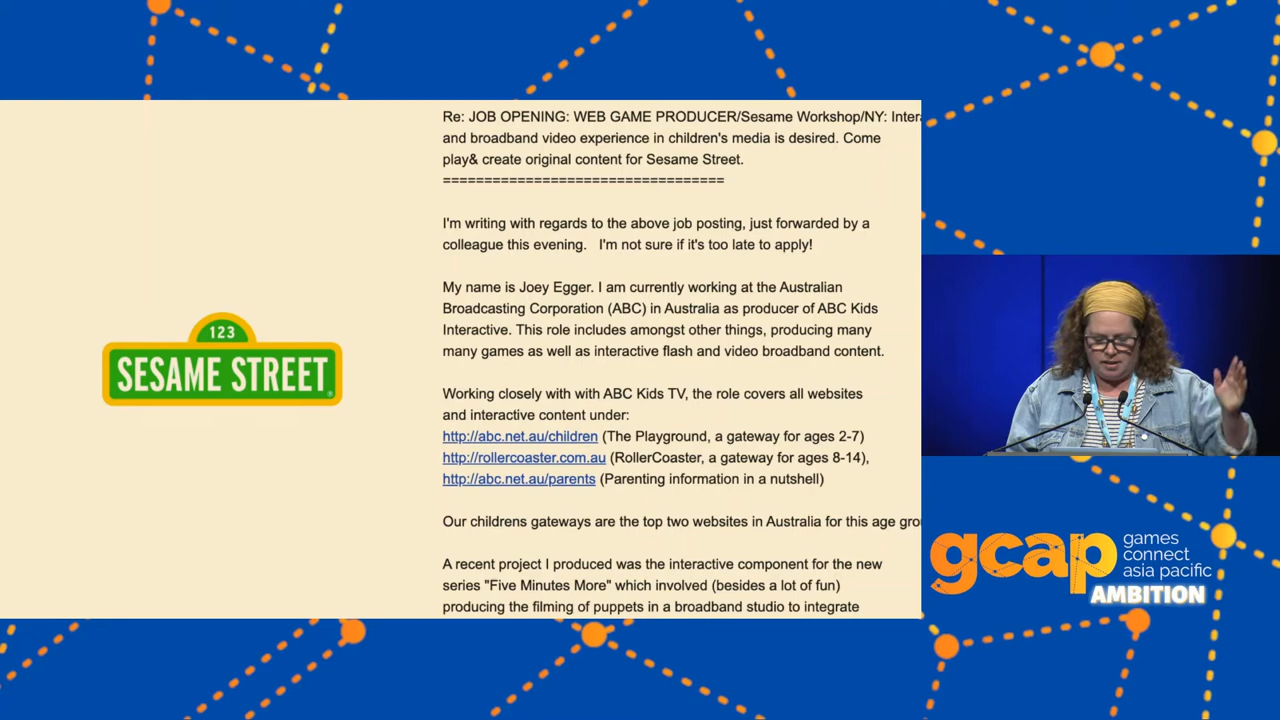 Re: JOB OPENING: WEB GAME PRODUCER/Sesame Workshop/NY:
and broadband video experience in children's media is desired. Come
play& create original content for Sesame Street.
==================================
I'm writing with regards to the above job posting, just forwarded by a
colleague this evening.   I'm not sure if it's too late to apply!
My name is Joey Egger. I am currently working at the Australian
Broadcasting Corporation (ABC) in Australia as producer of ABC Kids
Interactive. This role includes amongst other things, producing many
many games as well as interactive flash and video broadband content.
Working closely with with ABC Kids TV, the role covers all websites
and interactive content under:
http://abc.net.au/children (The Playground, a gateway for ages 2-7)
http://rollercoaster.com.au (RollerCoaster, a gateway for ages 8-14),
http://abc.net.au/parents (Parenting information in a nutshell)
Our childrens gateways are the top two websites in Australia for this age
A recent project I produced was the interactive component for the new
series "Five Minutes More" which involved (besides a lot of fun)
producing the filming of puppets in a broadband studio to integrate
123
SESAME STREET
gcap
games
connect
asia pacific
AMBITION